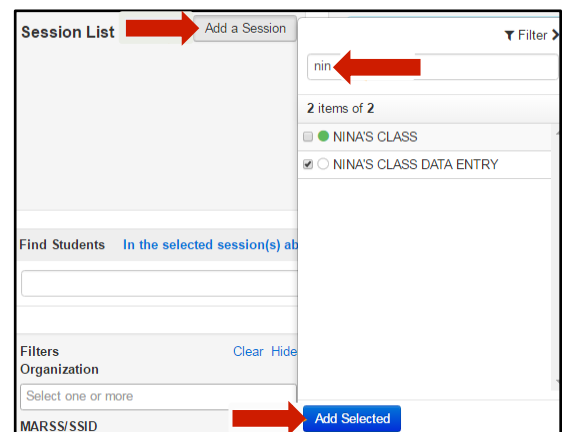 Session List
Add a Session
Filter
nin
2 items of 2
NINA'S CLASS
NINA'S CLASS DATA ENTRY
Find Students In the selected session(s) ab
Filters
Clear Hide
Organization
Select one or more
MARSS/SSID
Add Selected